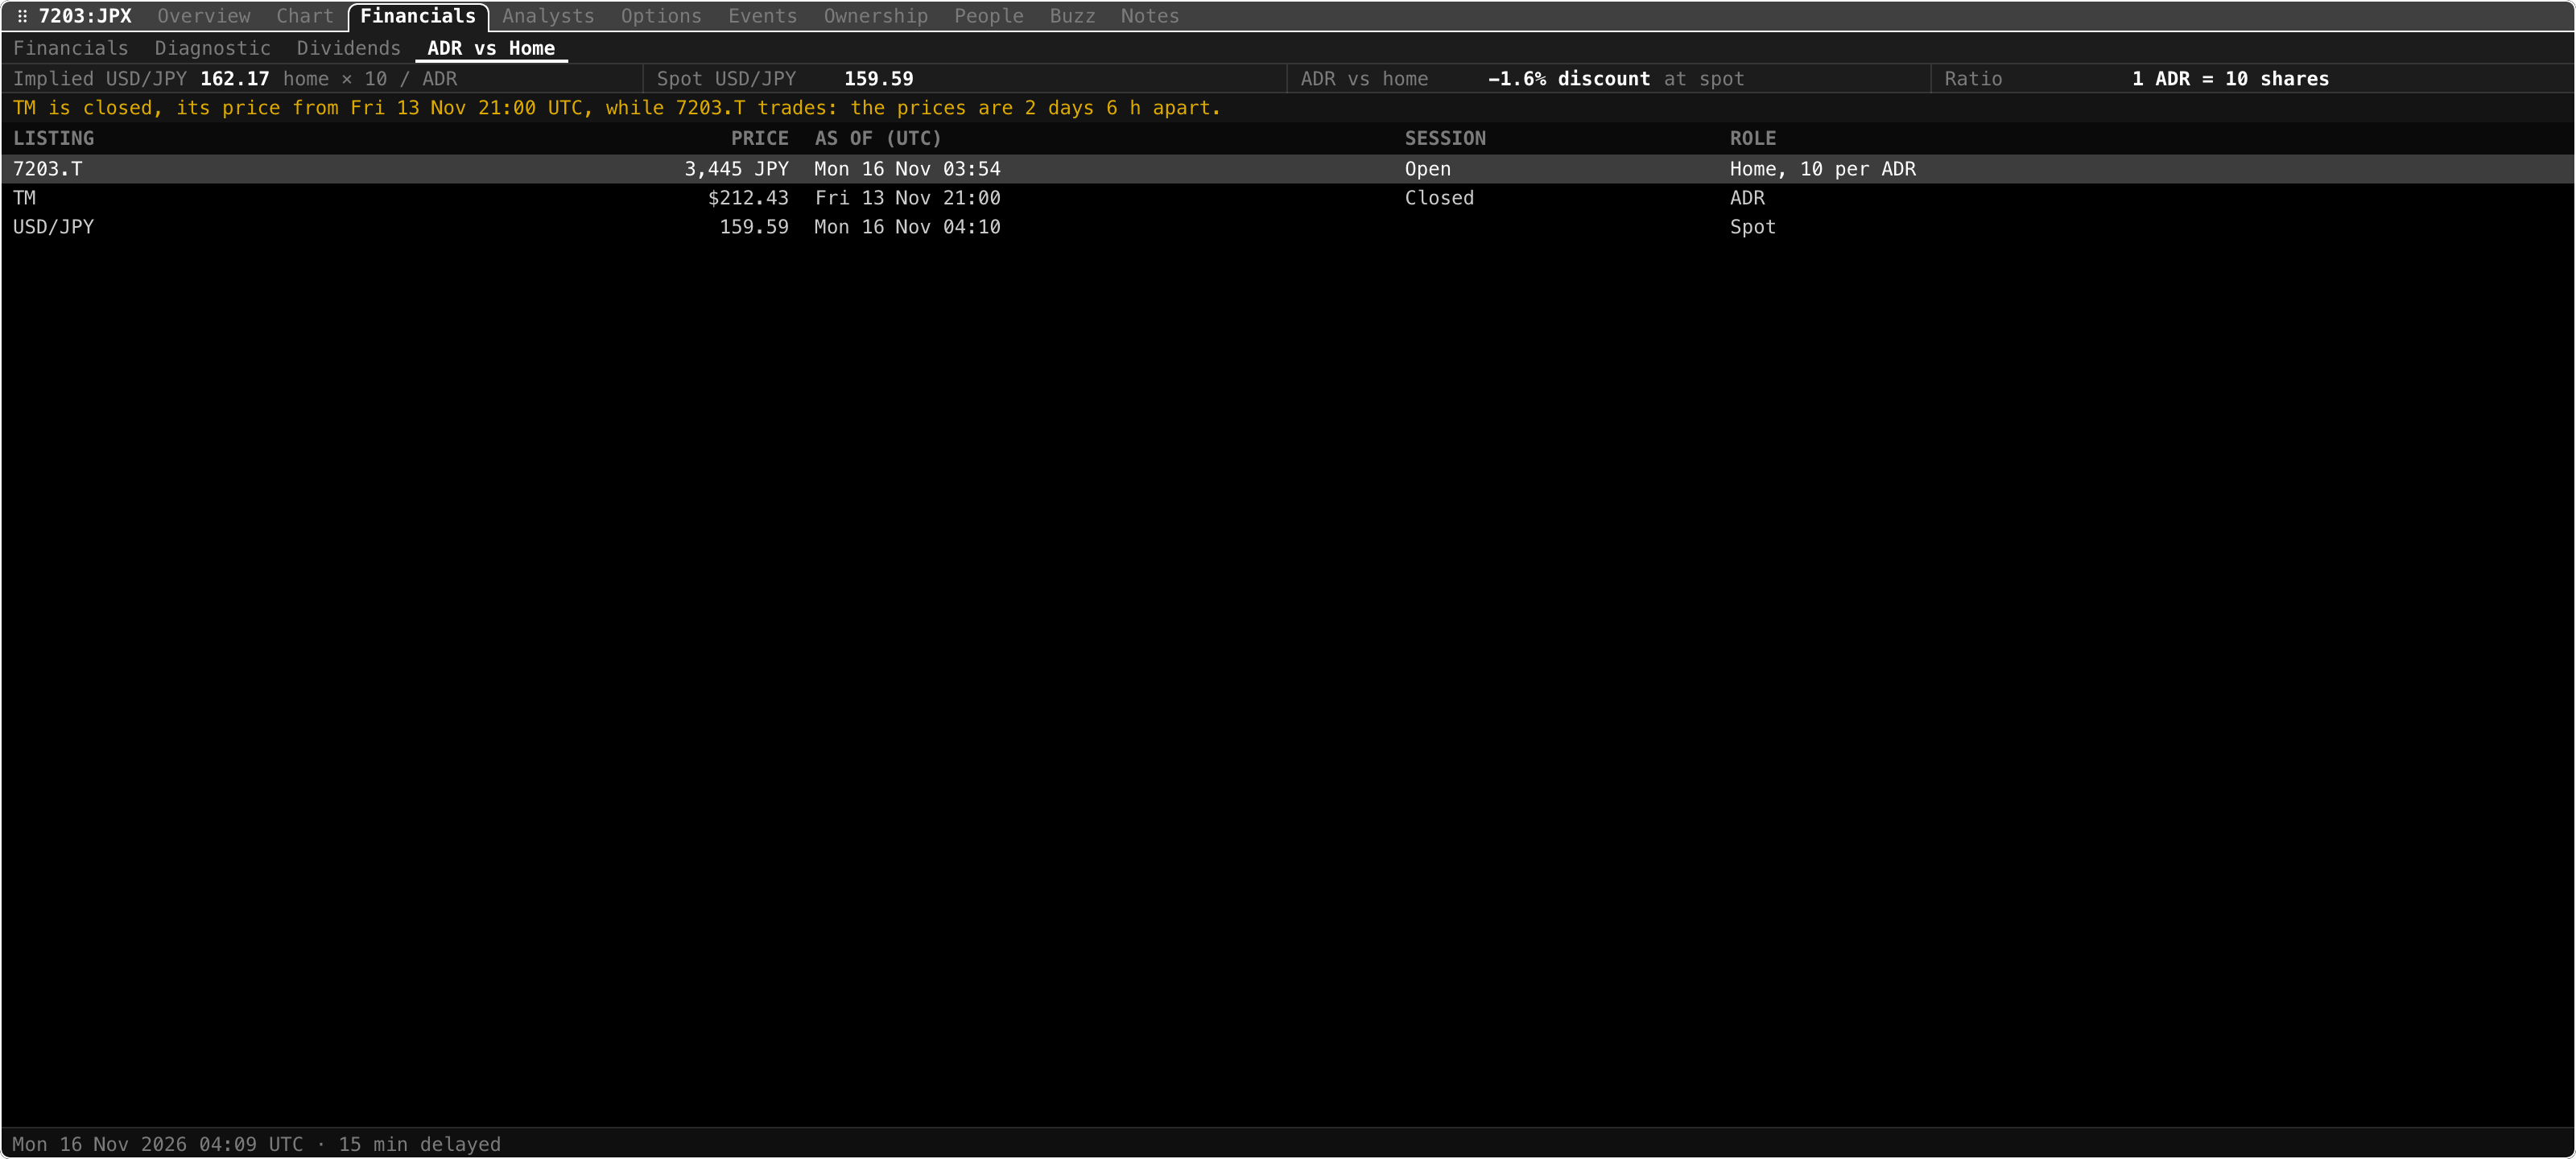 ⠿ 7203:JPX Overview Chart Financials Analysts Options Events Ownership People Buzz Notes
Financials Diagnostic Dividends ADR vs Home
Implied USD/JPY 162.17 home × 10 / ADR Spot USD/JPY 159.59 ADR vs home −1.6% discount at spot Ratio 1 ADR = 10 shares
TM is closed, its price from Fri 13 Nov 21:00 UTC, while 7203.T trades: the prices are 2 days 6 h apart.
LISTING PRICE AS OF (UTC) SESSION ROLE
7203.T 3,445 JPY Mon 16 Nov 03:54 Open Home, 10 per ADR
TM $212.43 Fri 13 Nov 21:00 Closed ADR
USD/JPY 159.59 Mon 16 Nov 04:10 Spot
Mon 16 Nov 2026 04:09 UTC · 15 min delayed